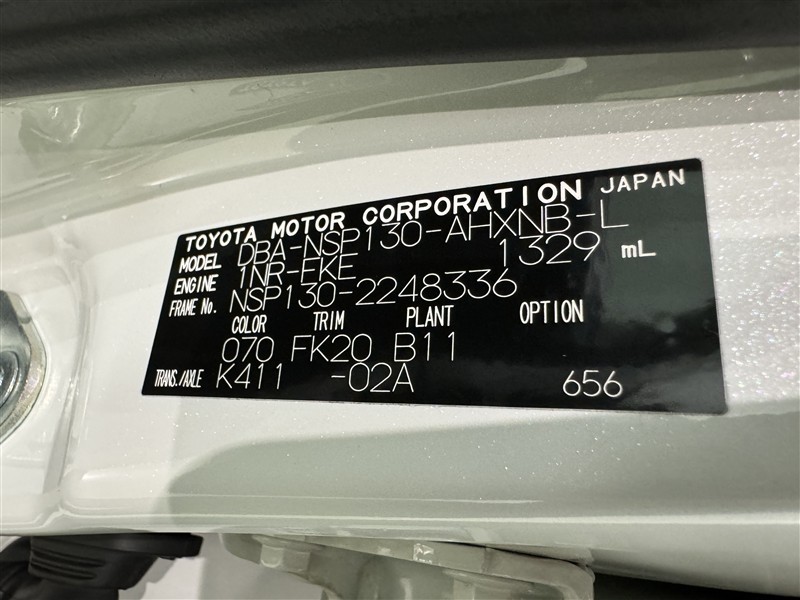 TOYOTA MOTOR CORPORATION JAPAN
MODEL DBA-NSP130-AHXNB-L
ENGINE 1NR-FKE 1329 mL
FRAME No. NSP130-2248336
COLOR TRIM PLANT OPTION
070 FK20 B11
TRANS./AXLE K411 -02A 656